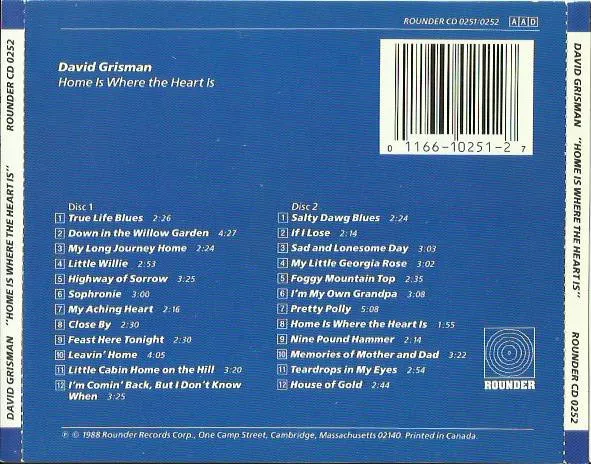 ROUNDER CD 0251/0252 AAD
David Grisman
Home Is Where the Heart Is
0 1166-10251-2 7
Disc 1
1 True Life Blues 2:26
2 Down in the Willow Garden 4:27
3 My Long Journey Home 2:24
4 Little Willie 2:53
5 Highway of Sorrow 3:25
6 Sophronie 3:00
7 My Aching Heart 2:16
8 Close By 2:30
9 Feast Here Tonight 2:30
10 Leavin' Home 4:05
11 Little Cabin Home on the Hill 3:20
12 I'm Comin' Back, But I Don't Know
When 3:25
Disc 2
1 Salty Dawg Blues 2:24
2 If I Lose 2:14
3 Sad and Lonesome Day 3:03
4 My Little Georgia Rose 3:02
5 Foggy Mountain Top 2:35
6 I'm My Own Grandpa 3:08
7 Pretty Polly 5:08
8 Home Is Where the Heart Is 1:55
9 Nine Pound Hammer 2:14
10 Memories of Mother and Dad 3:22
11 Teardrops in My Eyes 2:54
12 House of Gold 2:44
ROUNDER
℗ © 1988 Rounder Records Corp., One Camp Street, Cambridge, Massachusetts 02140. Printed in Canada.
DAVID GRISMAN "HOME IS WHERE THE HEART IS" ROUNDER CD 0252
DAVID GRISMAN "HOME IS WHERE THE HEART IS" ROUNDER CD 0252